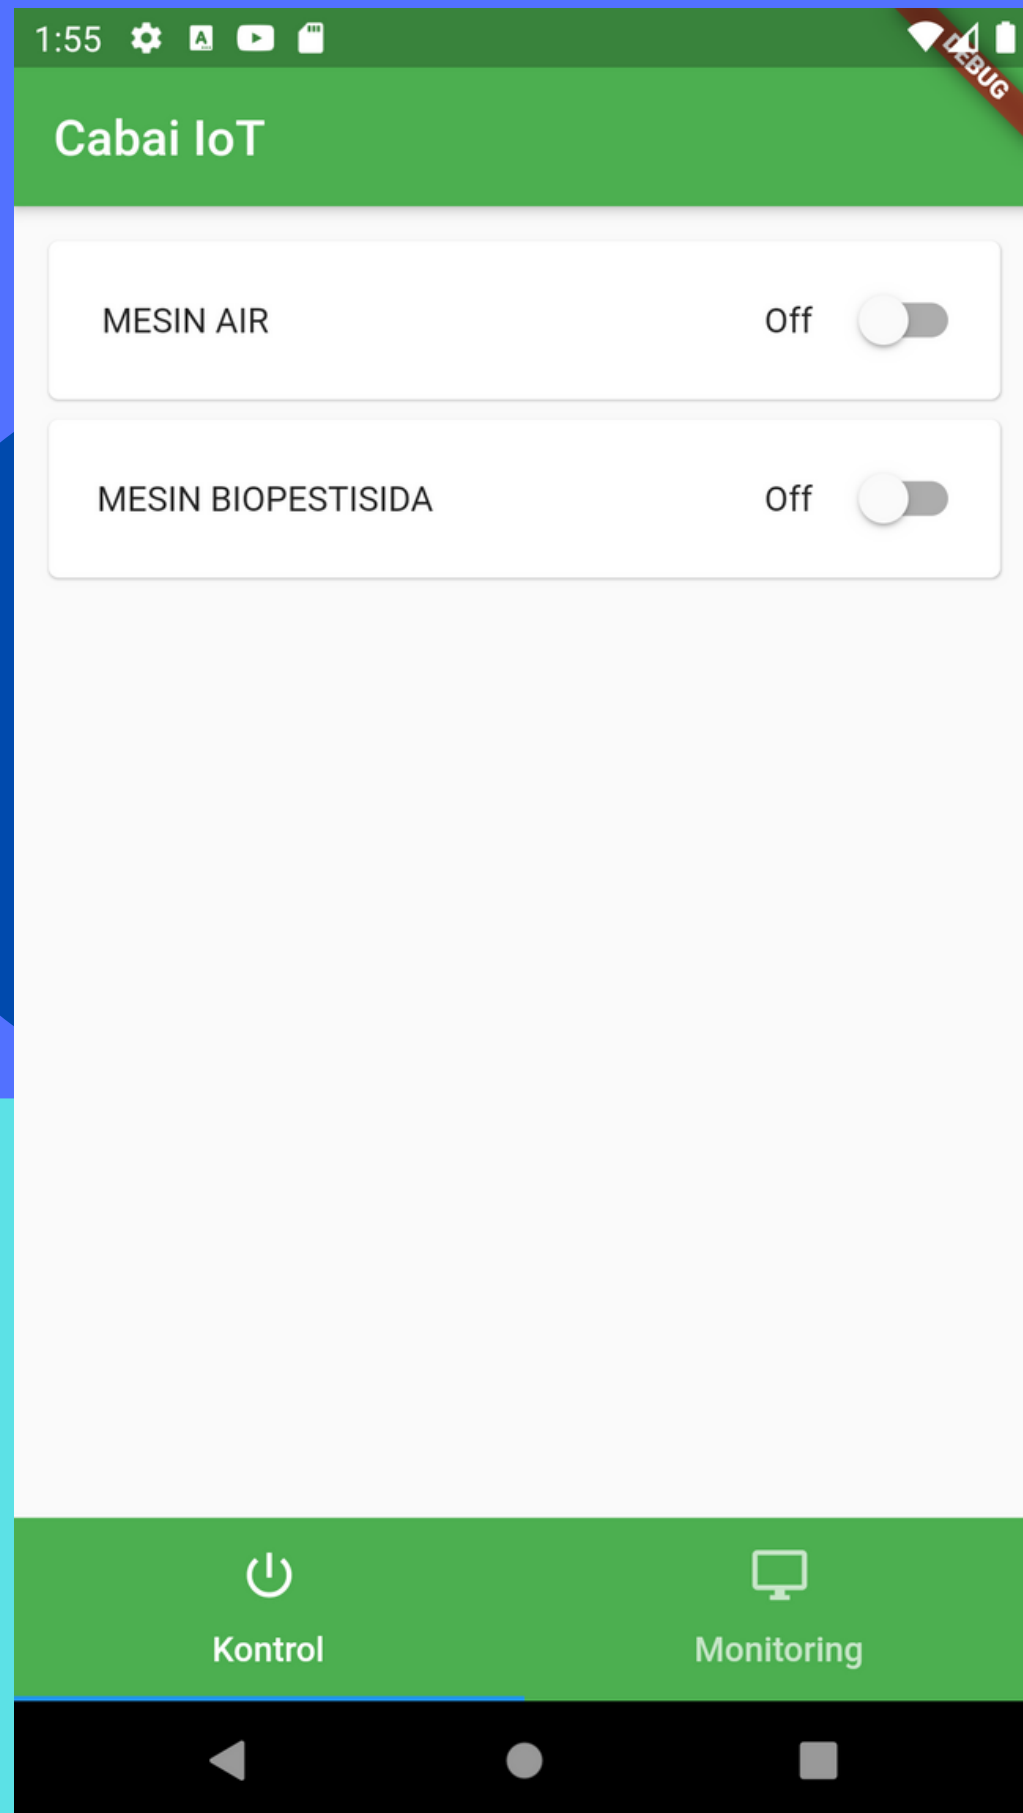 1:55
DEBUG
Cabai IoT
MESIN AIR Off
MESIN BIOPESTISIDA Off
Kontrol Monitoring